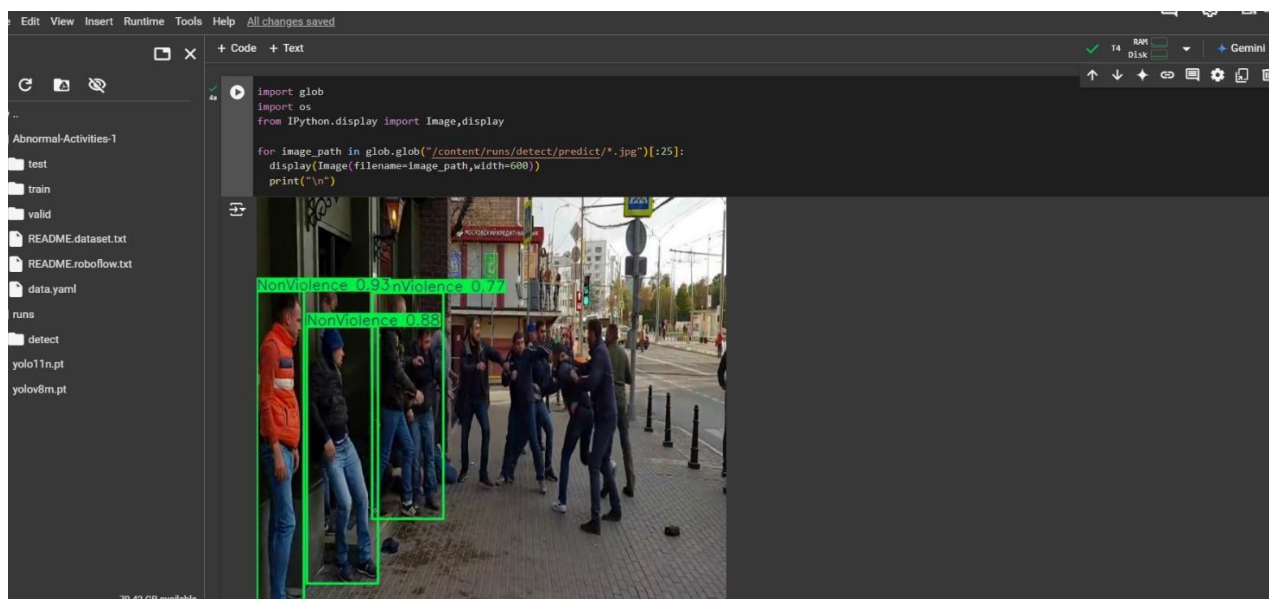 Edit View Insert Runtime Tools Help All changes saved
+ Code + Text
T4 RAM Disk Gemini
..
Abnormal-Activities-1
test
train
valid
README.dataset.txt
README.roboflow.txt
data.yaml
runs
detect
yolo11n.pt
yolov8m.pt
4s
import glob
import os
from IPython.display import Image,display
for image_path in glob.glob("/content/runs/detect/predict/*.jpg")[:25]:
display(Image(filename=image_path,width=600))
print("\n")
МОСКОВСКИЙ КРЕДИТНЫЙ
NonViolence 0.93 nViolence 0.77
NonViolence 0.88